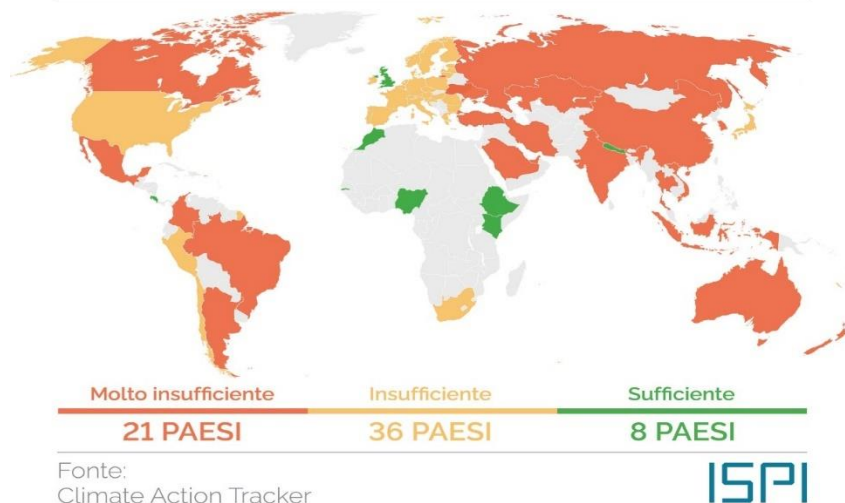 Molto insufficiente
Insufficiente
Sufficiente
21 PAESI
36 PAESI
8 PAESI
Fonte:
Climate Action Tracker
ISPI